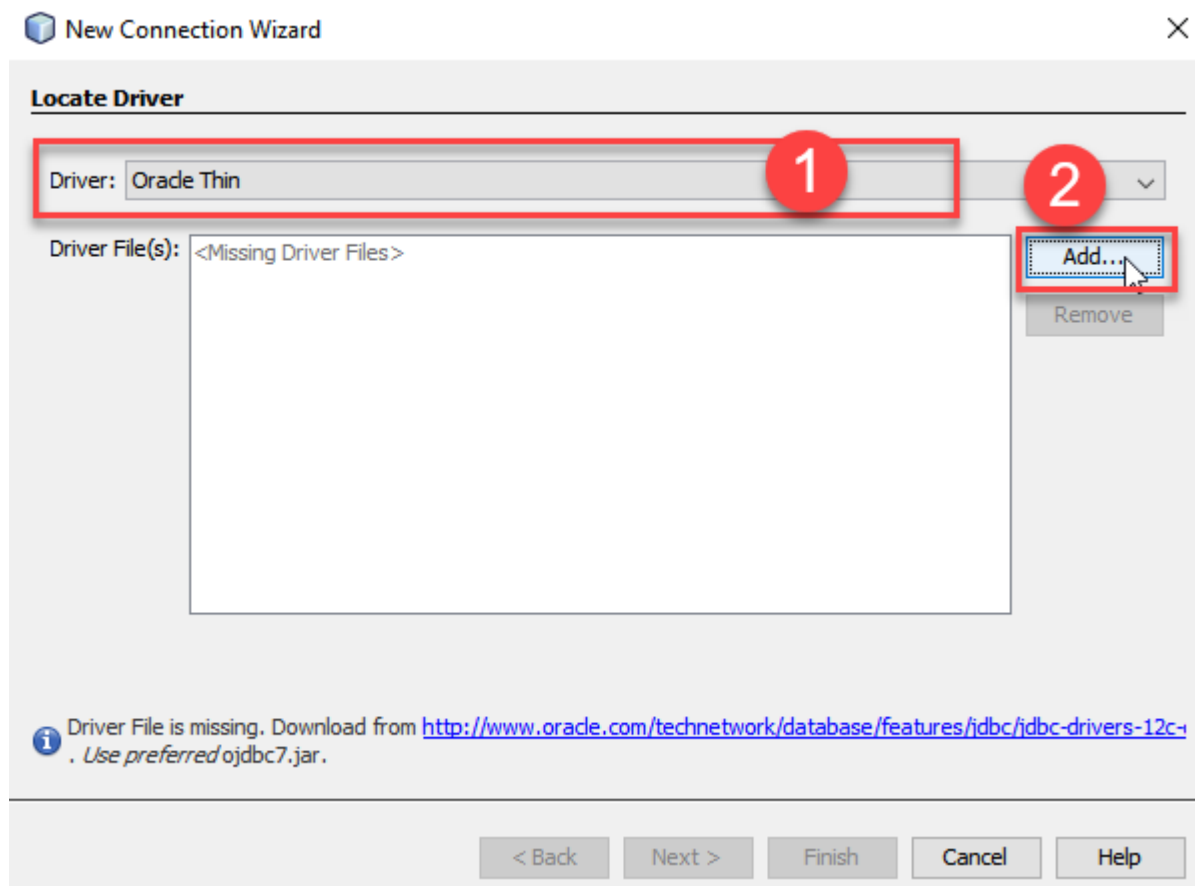 New Connection Wizard
Locate Driver
Driver: Oracle Thin
1
2
Driver File(s): <Missing Driver Files>
Add...
Remove
Driver File is missing. Download from http://www.oracle.com/technetwork/database/features/jdbc/jdbc-drivers-12c-
. Use preferred ojdbc7.jar.
< Back Next > Finish Cancel Help